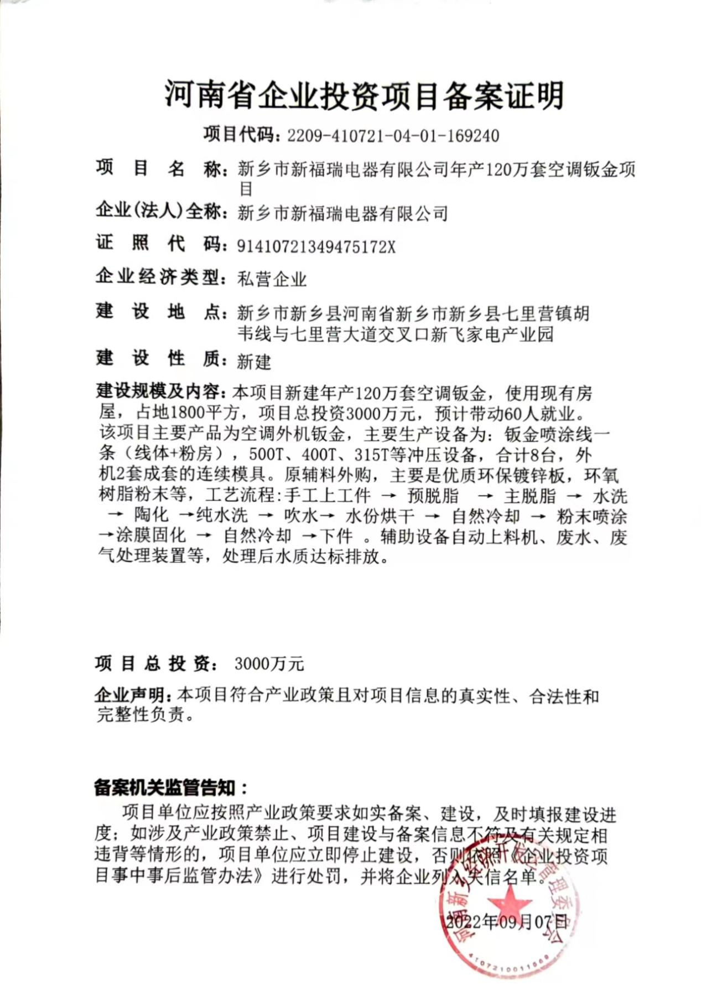 河南省企业投资项目备案证明
项目代码：2209-410721-04-01-169240
项目名称：新乡市新福瑞电器有限公司年产120万套空调钣金项
目
企业(法人)全称：新乡市新福瑞电器有限公司
证照代码：91410721349475172X
企业经济类型：私营企业
建设地点：新乡市新乡县河南省新乡市新乡县七里营镇胡
韦线与七里营大道交叉口新飞家电产业园
建设性质：新建
建设规模及内容：本项目新建年产120万套空调钣金，使用现有房
屋，占地1800平方，项目总投资3000万元，预计带动60人就业。
该项目主要产品为空调外机钣金，主要生产设备为：钣金喷涂线一
条（线体+粉房），500T、400T、315T等冲压设备，合计8台，外
机2套成套的连续模具。原辅料外购，主要是优质环保镀锌板，环氧
树脂粉末等，工艺流程:手工上工件 → 预脱脂 → 主脱脂 → 水洗
→ 陶化 →纯水洗 → 吹水→ 水份烘干 → 自然冷却 → 粉末喷涂
→涂膜固化 → 自然冷却 →下件 。辅助设备自动上料机、废水、废
气处理装置等，处理后水质达标排放。
项目总投资：3000万元
企业声明：本项目符合产业政策且对项目信息的真实性、合法性和
完整性负责。
备案机关监管告知：
项目单位应按照产业政策要求如实备案、建设，及时填报建设进
度；如涉及产业政策禁止、项目建设与备案信息不符及有关规定相
违背等情形的，项目单位应立即停止建设，否则依照《企业投资项
目事中事后监管办法》进行处罚，并将企业列入失信名单。
河南新乡经济开发区管理委员会
2022年09月07日